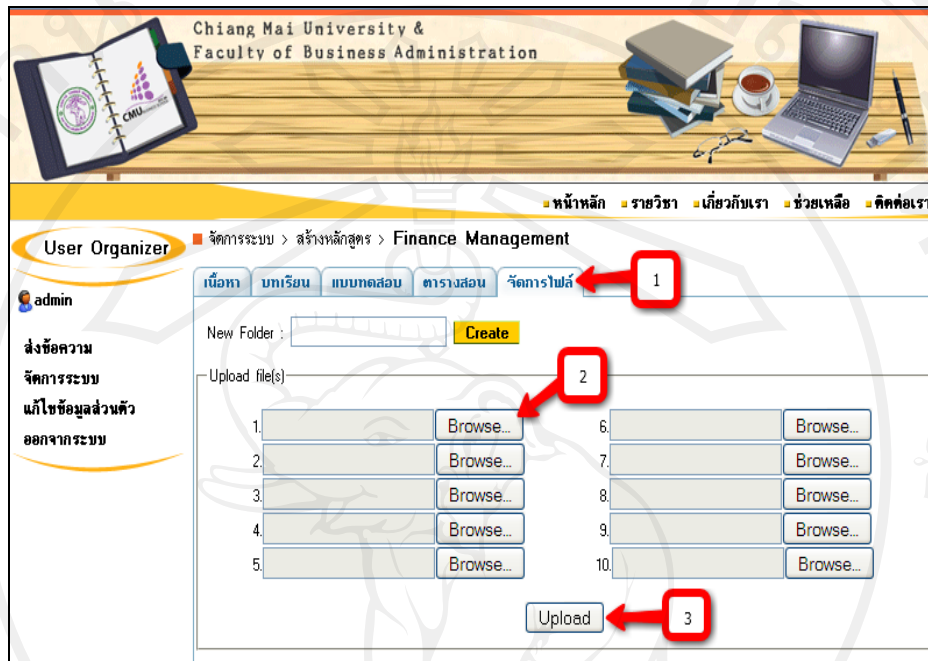 Chiang Mai University &
Faculty of Business Administration
CMU
หน้าหลัก รายวิชา เกี่ยวกับเรา ช่วยเหลือ ติดต่อเรา
User Organizer
จัดการระบบ > สร้างหลักสูตร > Finance Management
เนื้อหา บทเรียน แบบทดสอบ ตารางสอน จัดการไฟล์
1
admin
New Folder : Create
ส่งข้อความ
จัดการระบบ
แก้ไขข้อมูลส่วนตัว
ออกจากระบบ
Upload file(s)
2
1. Browse... 6. Browse...
2. Browse... 7. Browse...
3. Browse... 8. Browse...
4. Browse... 9. Browse...
5. Browse... 10. Browse...
Upload
3